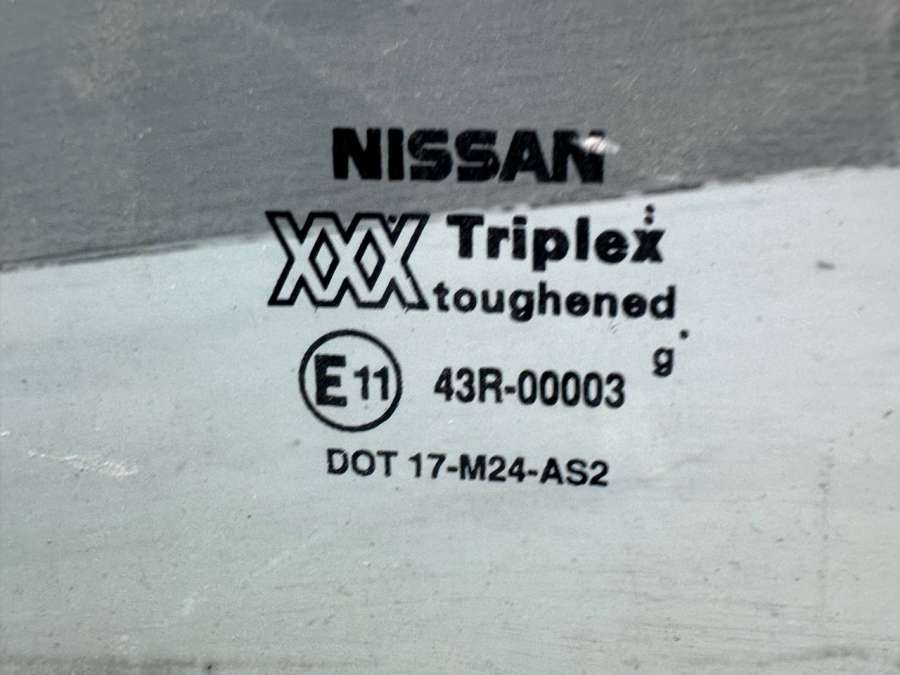 NISSAN
XXX Triplex
toughened
g
E11 43R-00003
DOT 17-M24-AS2